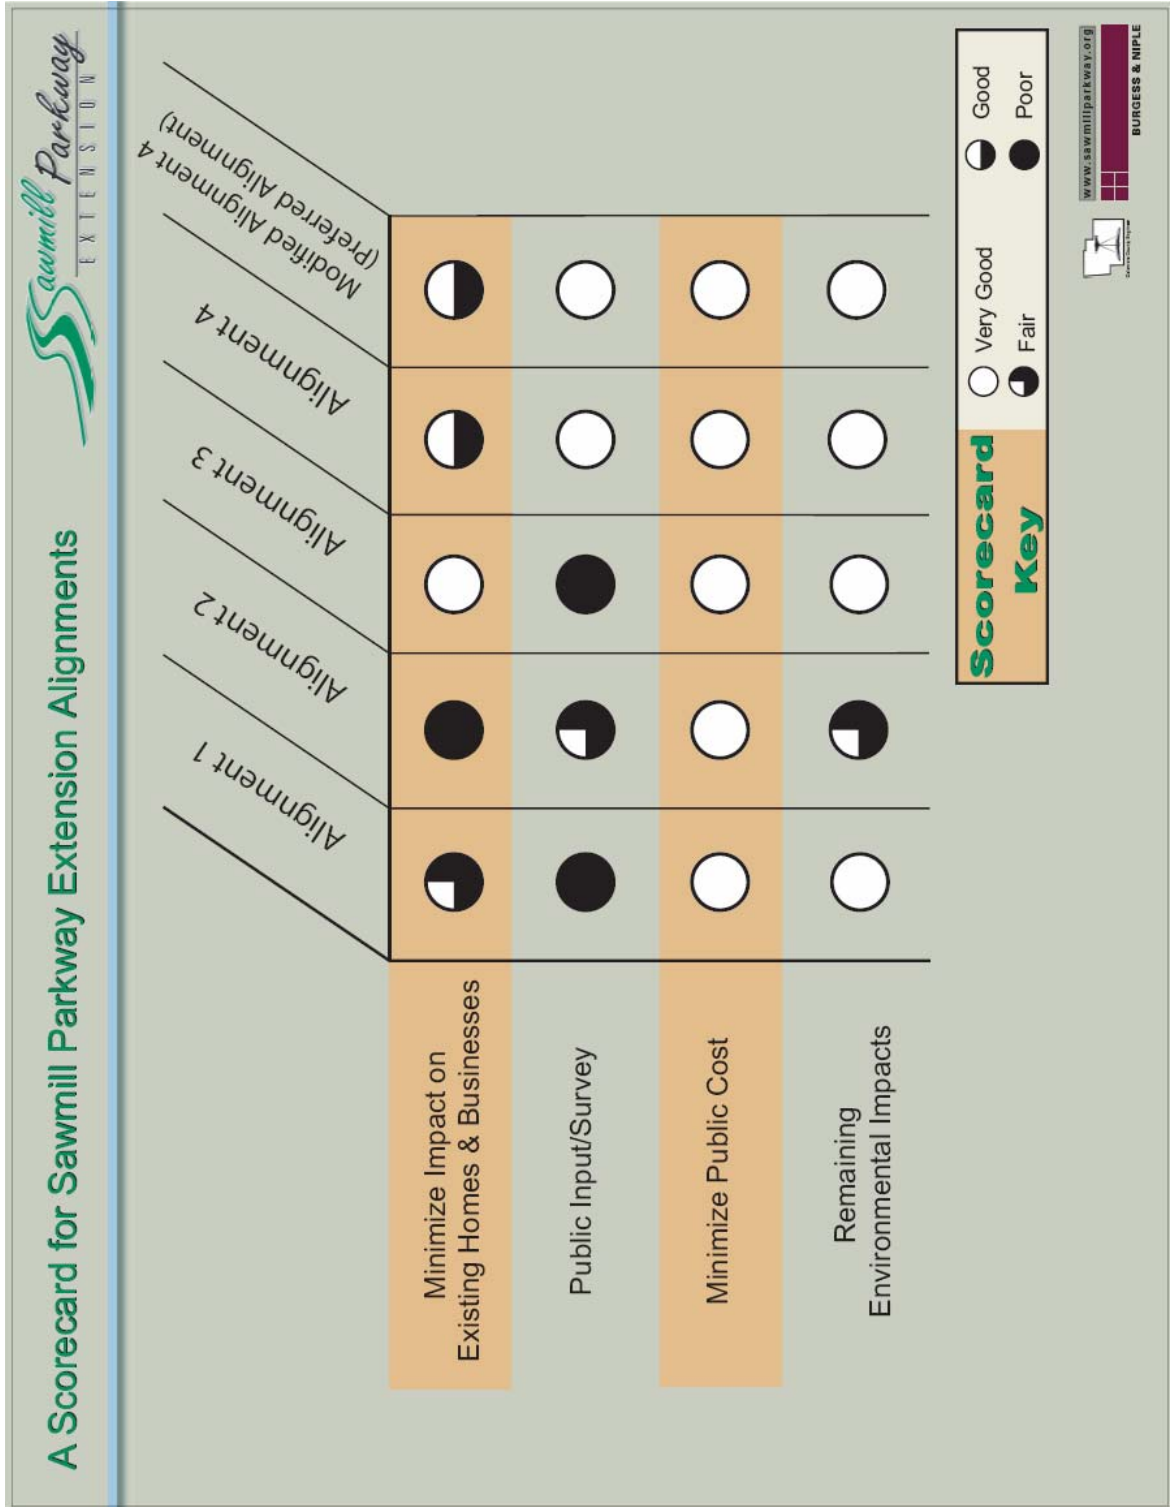 A Scorecard for Sawmill Parkway Extension Alignments
Sawmill Parkway
EXTENSION
Alignment 1
Alignment 2
Alignment 3
Alignment 4
Modified Alignment 4
(Preferred Alignment)
Minimize Impact on
Existing Homes & Businesses
Public Input/Survey
Minimize Public Cost
Remaining
Environmental Impacts
Scorecard
Key
Very Good
Good
Fair
Poor
www.sawmillparkway.org
BURGESS & NIPLE